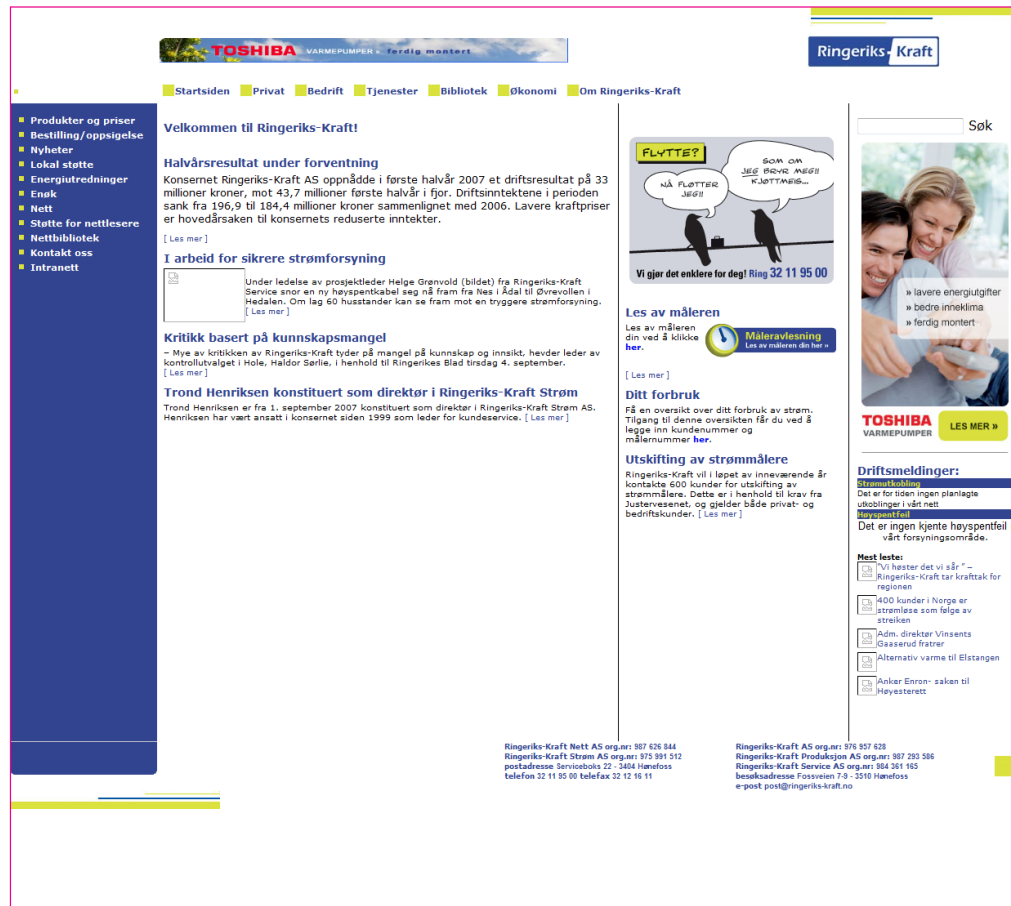 TOSHIBA VARMEPUMPER » ferdig montert
Ringeriks Kraft
Startsiden Privat Bedrift Tjenester Bibliotek Økonomi Om Ringeriks-Kraft
Produkter og priser
Bestilling/oppsigelse
Nyheter
Lokal støtte
Energiutredninger
Enøk
Nett
Støtte for nettlesere
Nettbibliotek
Kontakt oss
Intranett
Velkommen til Ringeriks-Kraft!
Halvårsresultat under forventning
Konsernet Ringeriks-Kraft AS oppnådde i første halvår 2007 et driftsresultat på 33
millioner kroner, mot 43,7 millioner første halvår i fjor. Driftsinntektene i perioden
sank fra 196,9 til 184,4 millioner kroner sammenlignet med 2006. Lavere kraftpriser
er hovedårsaken til konsernets reduserte inntekter.
[ Les mer ]
I arbeid for sikrere strømforsyning
Under ledelse av prosjektleder Helge Grønvold (bildet) fra Ringeriks-Kraft
Service snor en ny høyspentkabel seg nå fram fra Nes i Ådal til Øvrevollen i
Hedalen. Om lag 60 husstander kan se fram mot en tryggere strømforsyning.
[ Les mer ]
Kritikk basert på kunnskapsmangel
– Mye av kritikken av Ringeriks-Kraft tyder på mangel på kunnskap og innsikt, hevder leder av
kontrollutvalget i Hole, Haldor Sørlie, i henhold til Ringerikes Blad tirsdag 4. september.
[ Les mer ]
Trond Henriksen konstituert som direktør i Ringeriks-Kraft Strøm
Trond Henriksen er fra 1. september 2007 konstituert som direktør i Ringeriks-Kraft Strøm AS.
Henriksen har vært ansatt i konsernet siden 1999 som leder for kundeservice. [ Les mer ]
FLYTTE?
NÅ FLØTTER
JEG!!
SOM OM
JEG BRYR MEG!!
KJØTTMEIS...
Vi gjør det enklere for deg! Ring 32 11 95 00
Les av måleren
Les av måleren
din ved å klikke
her.
Måleravlesning
Les av måleren din her »
[ Les mer ]
Ditt forbruk
Få en oversikt over ditt forbruk av strøm.
Tilgang til denne oversikten får du ved å
legge inn kundenummer og
målernummer her.
Utskifting av strømmålere
Ringeriks-Kraft vil i løpet av inneværende år
kontakte 600 kunder for utskifting av
strømmålere. Dette er i henhold til krav fra
Justervesenet, og gjelder både privat- og
bedriftskunder. [ Les mer ]
Søk
» lavere energiutgifter
» bedre inneklima
» ferdig montert
TOSHIBA
VARMEPUMPER
LES MER »
Driftsmeldinger:
Strømutkobling
Det er for tiden ingen planlagte
utkoblinger i vårt nett
Høyspentfeil
Det er ingen kjente høyspentfeil
vårt forsyningsområde.
Mest leste:
"Vi høster det vi sår " –
Ringeriks-Kraft tar krafttak for
regionen
400 kunder i Norge er
strømløse som følge av
streiken
Adm. direktør Vinsents
Gaaserud fratrer
Alternativ varme til Elstangen
Anker Enron- saken til
Høyesterett
Ringeriks-Kraft Nett AS org.nr: 987 626 844
Ringeriks-Kraft Strøm AS org.nr: 975 991 512
postadresse Serviceboks 22 - 3404 Hønefoss
telefon 32 11 95 00 telefax 32 12 16 11
Ringeriks-Kraft AS org.nr: 976 957 628
Ringeriks-Kraft Produksjon AS org.nr: 987 293 586
Ringeriks-Kraft Service AS org.nr: 984 361 165
besøksadresse Fossveien 7-9 - 3510 Hønefoss
e-post post@ringeriks-kraft.no